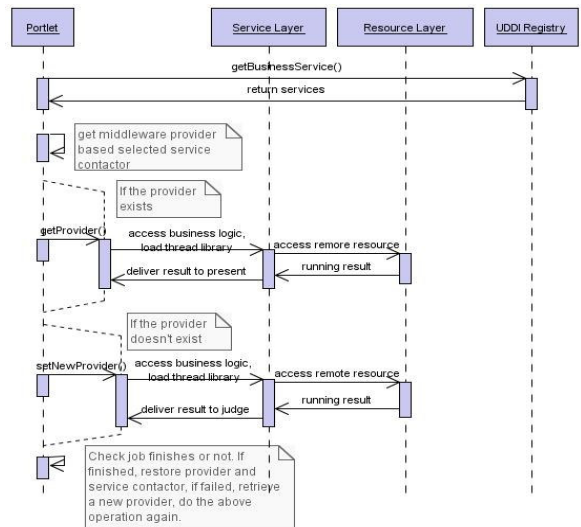 Portlet
Service Layer
Resource Layer
UDDI Registry
getBusinessService()
return services
get middleware provider
based selected service
contactor
If the provider
exists
getProvider()
access business logic,
load thread library
access remore resource
deliver result to present
running result
If the provider
doesn't exist
setNewProvider()
access business logic,
load thread library
access remote resource
deliver result to judge
running result
Check job finishes or not. If
finished, restore provider and
service contactor, if failed, retrieve
a new provider, do the above
operation again.